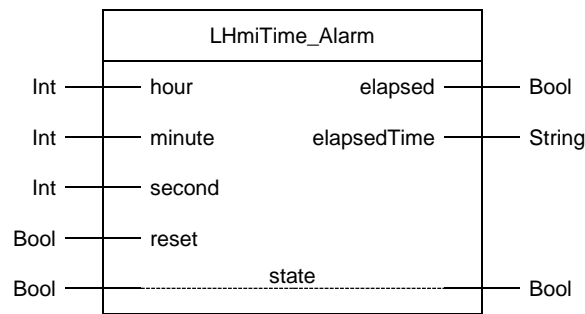 LHmiTime_Alarm
Int hour elapsed Bool
Int minute elapsedTime String
Int second
Bool reset
Bool state Bool